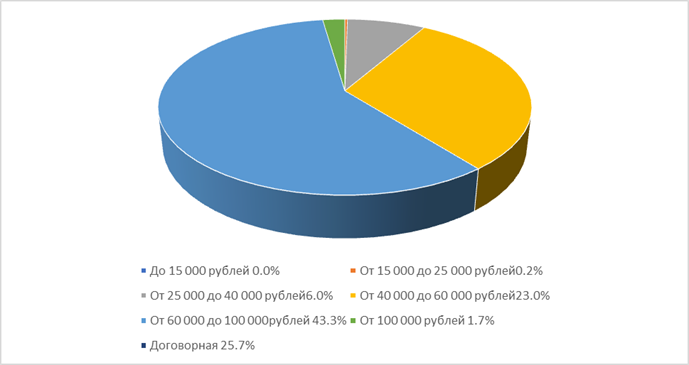 До 15 000 рублей 0.0% От 15 000 до 25 000 рублей0.2%
От 25 000 до 40 000 рублей6.0% От 40 000 до 60 000 рублей23.0%
От 60 000 до 100 000рублей 43.3% От 100 000 рублей 1.7%
Договорная 25.7%